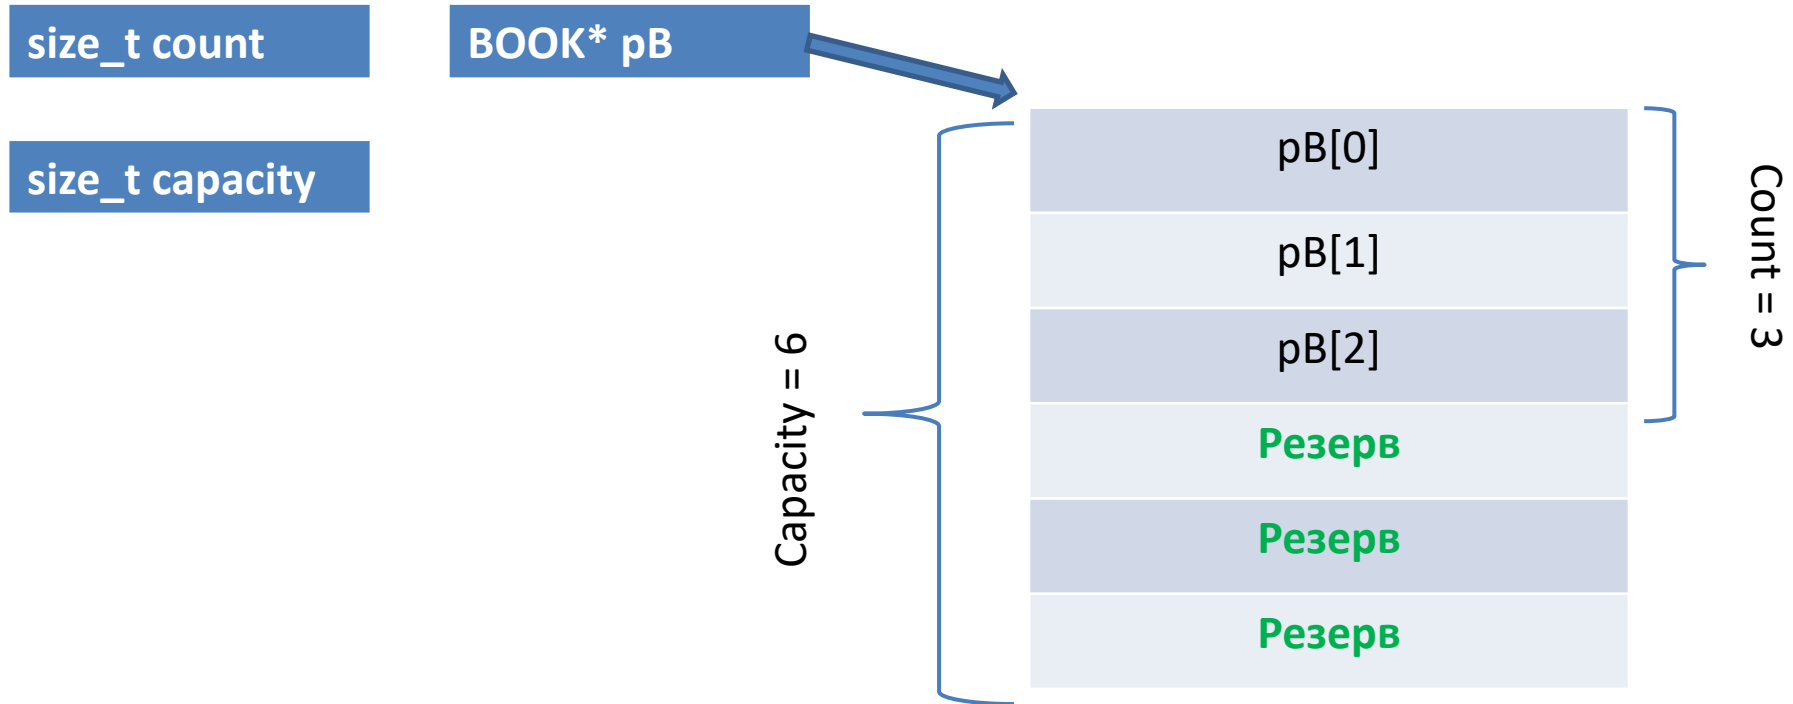 size_t count
BOOK* pB
size_t capacity
pB[0]
pB[1]
pB[2]
Резерв
Резерв
Резерв
Capacity = 6
Count = 3